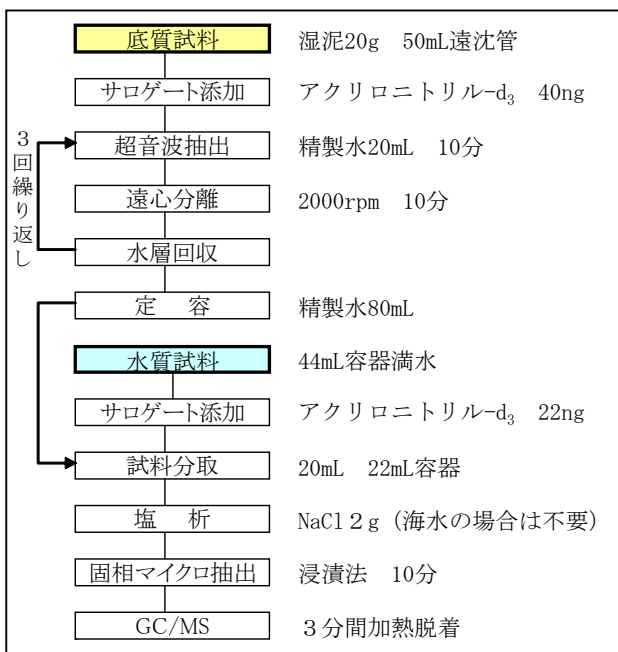 底質試料 湿泥20g 50mL遠沈管
サロゲート添加 アクリロニトリル-d₃ 40ng
3回繰り返し
超音波抽出 精製水20mL 10分
遠心分離 2000rpm 10分
水層回収
定 容 精製水80mL
水質試料 44mL容器満水
サロゲート添加 アクリロニトリル-d₃ 22ng
試料分取 20mL 22mL容器
塩 析 NaCl２g (海水の場合は不要)
固相マイクロ抽出 浸漬法 10分
GC/MS ３分間加熱脱着